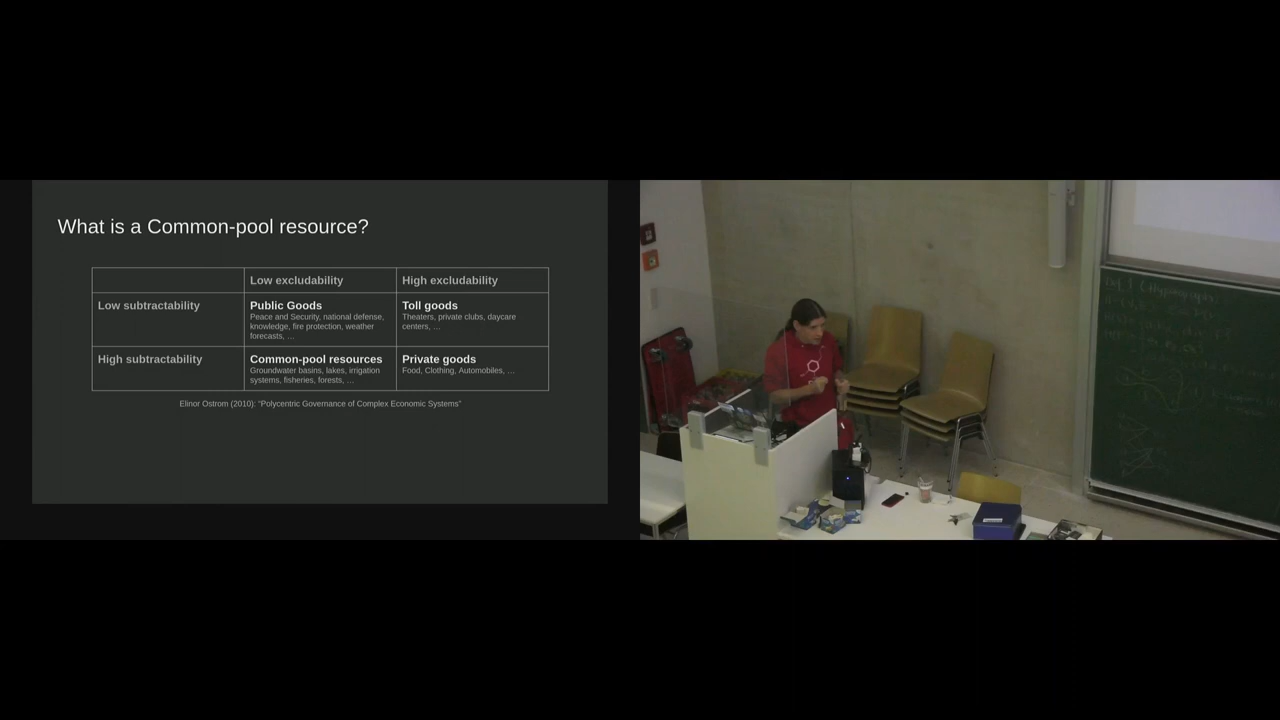 What is a Common-pool resource?
Low excludability
High excludability
Low subtractability
Public Goods
Peace and Security, national defense,
knowledge, fire protection, weather
forecasts, …
Toll goods
Theaters, private clubs, daycare
centers, …
High subtractability
Common-pool resources
Groundwater basins, lakes, irrigation
systems, fisheries, forests, …
Private goods
Food, Clothing, Automobiles, …
Elinor Ostrom (2010): "Polycentric Governance of Complex Economic Systems"